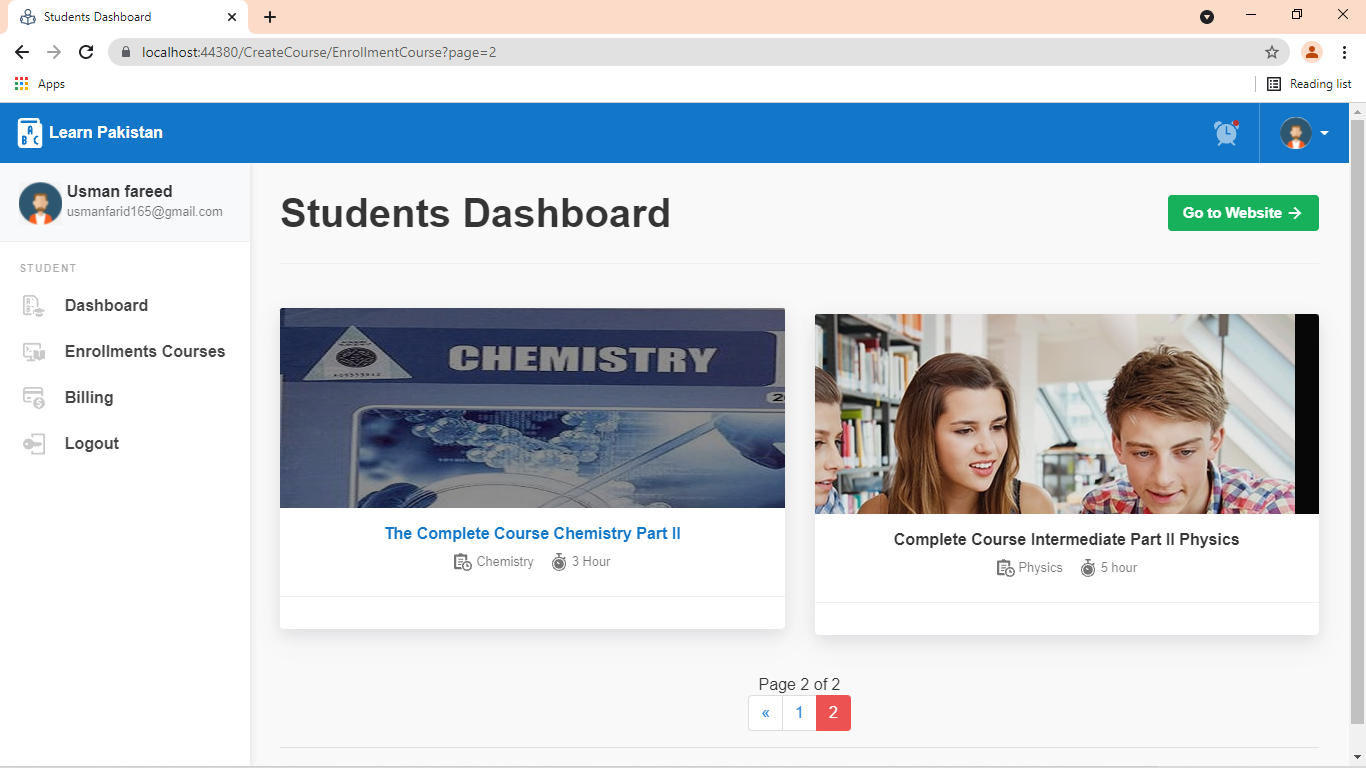 Students Dashboard
localhost:44380/CreateCourse/EnrollmentCourse?page=2
Apps
Reading list
A
B C
Learn Pakistan
Usman fareed
usmanfarid165@gmail.com
STUDENT
Dashboard
Enrollments Courses
Billing
Logout
Students Dashboard
Go to Website →
CHEMISTRY
The Complete Course Chemistry Part II
Chemistry
3 Hour
Complete Course Intermediate Part II Physics
Physics
5 hour
Page 2 of 2
« 1 2